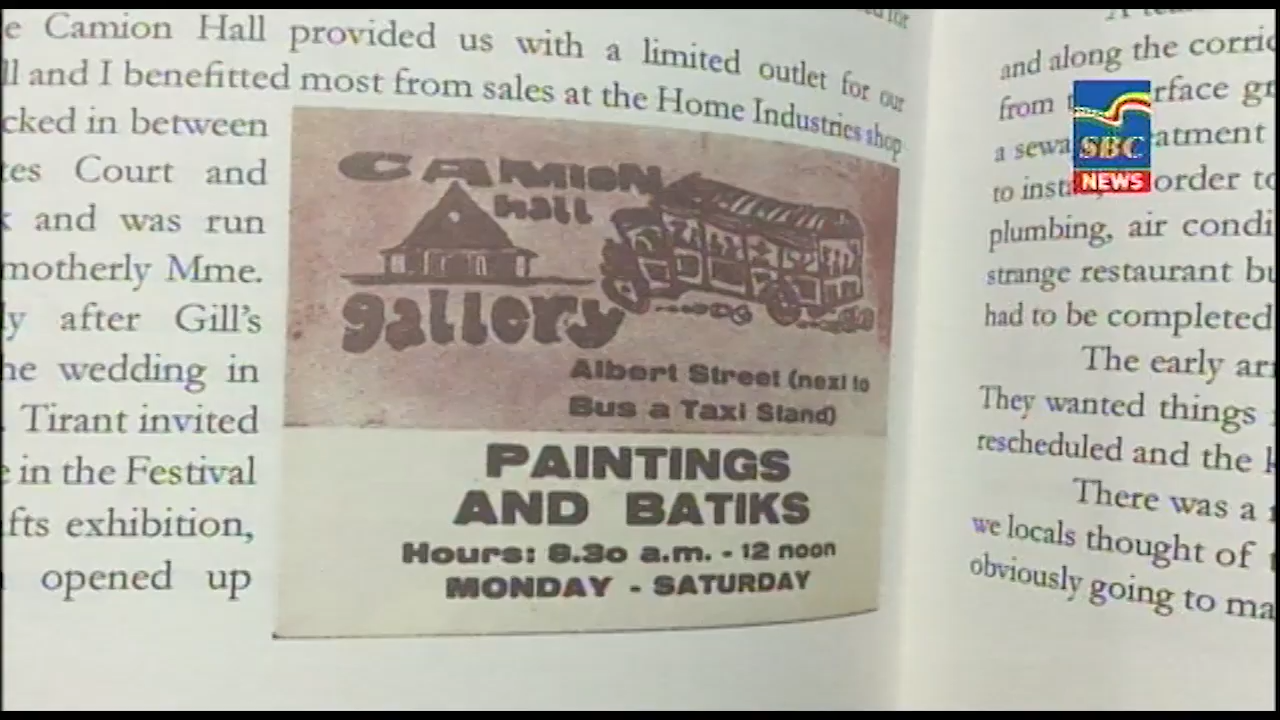 e Camion Hall provided us with a limited outlet for our
ll and I benefitted most from sales at the Home Industries shop
cked in between
tes Court and
and was run
motherly Mme.
ly after Gill's
he wedding in
. Tirant invited
e in the Festival
fts exhibition,
opened up
CAMION
hall
gallery
Albert Street (next to
Bus a Taxi Stand)
PAINTINGS
AND BATIKS
Hours: 8.30 a.m. - 12 noon
MONDAY - SATURDAY
and along the corri
from rface g
a sewa atment
to inst order to
plumbing, air condi
strange restaurant bu
had to be completed
The early arr
They wanted things
rescheduled and the
There was a
we locals thought of
obviously going to ma
SBC
NEWS